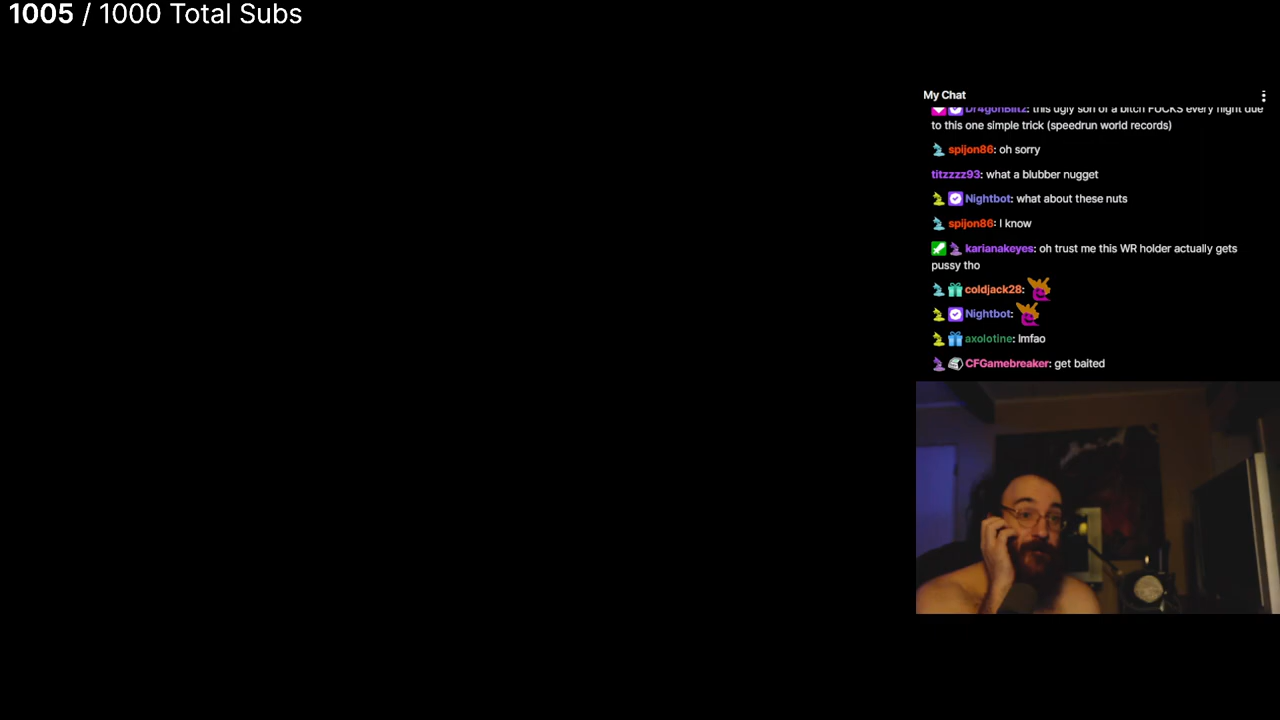 1005 / 1000 Total Subs
My Chat
Dr4gonBlitz: this ugly son of a bitch FUCKS every night due
to this one simple trick (speedrun world records)
spijon86: oh sorry
titzzzz93: what a blubber nugget
Nightbot: what about these nuts
spijon86: I know
karianakeyes: oh trust me this WR holder actually gets
pussy tho
coldjack28:
Nightbot:
axolotine: lmfao
CFGamebreaker: get baited